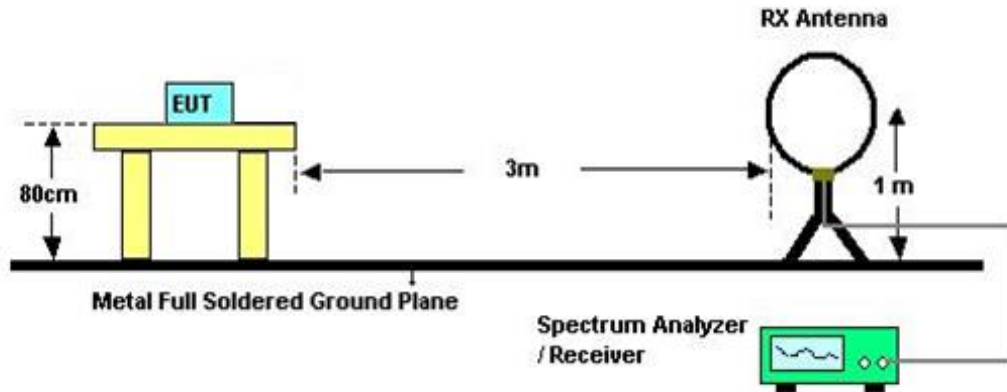 RX Antenna
EUT
80cm
3m
1 m
Metal Full Soldered Ground Plane
Spectrum Analyzer
/ Receiver